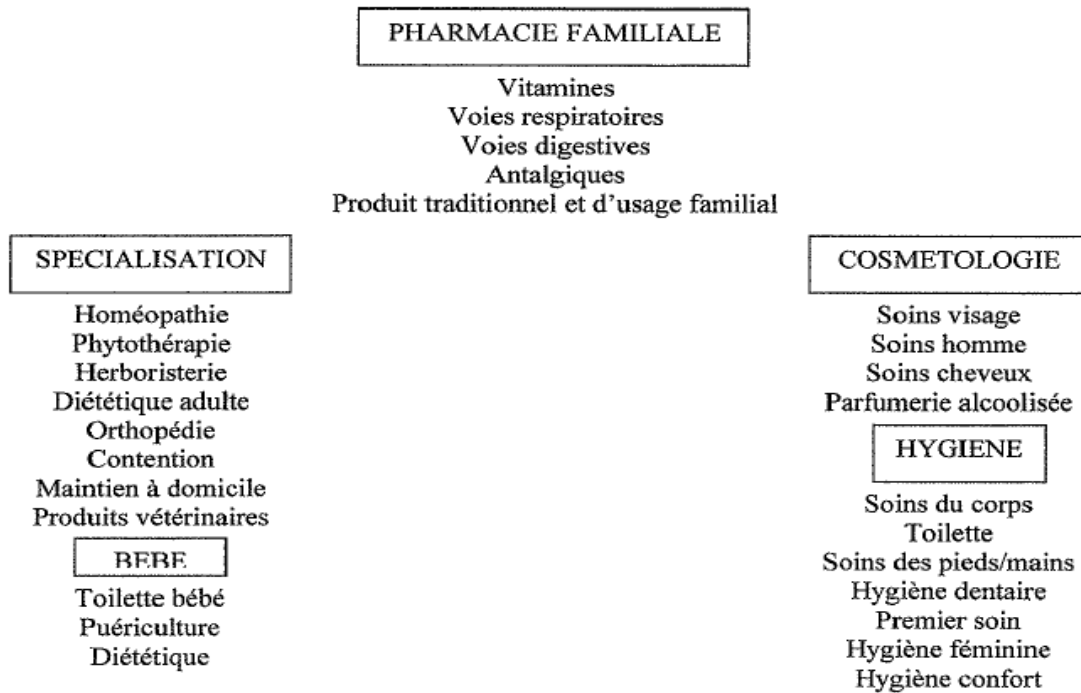 PHARMACIE FAMILIALE
Vitamines
Voies respiratoires
Voies digestives
Antalgiques
Produit traditionnel et d'usage familial
SPECIALISATION
Homéopathie
Phytothérapie
Herboristerie
Diététique adulte
Orthopédie
Contention
Maintien à domicile
Produits vétérinaires
BEBE
Toilette bébé
Puériculture
Diététique
COSMETOLOGIE
Soins visage
Soins homme
Soins cheveux
Parfumerie alcoolisée
HYGIENE
Soins du corps
Toilette
Soins des pieds/mains
Hygiène dentaire
Premier soin
Hygiène féminine
Hygiène confort